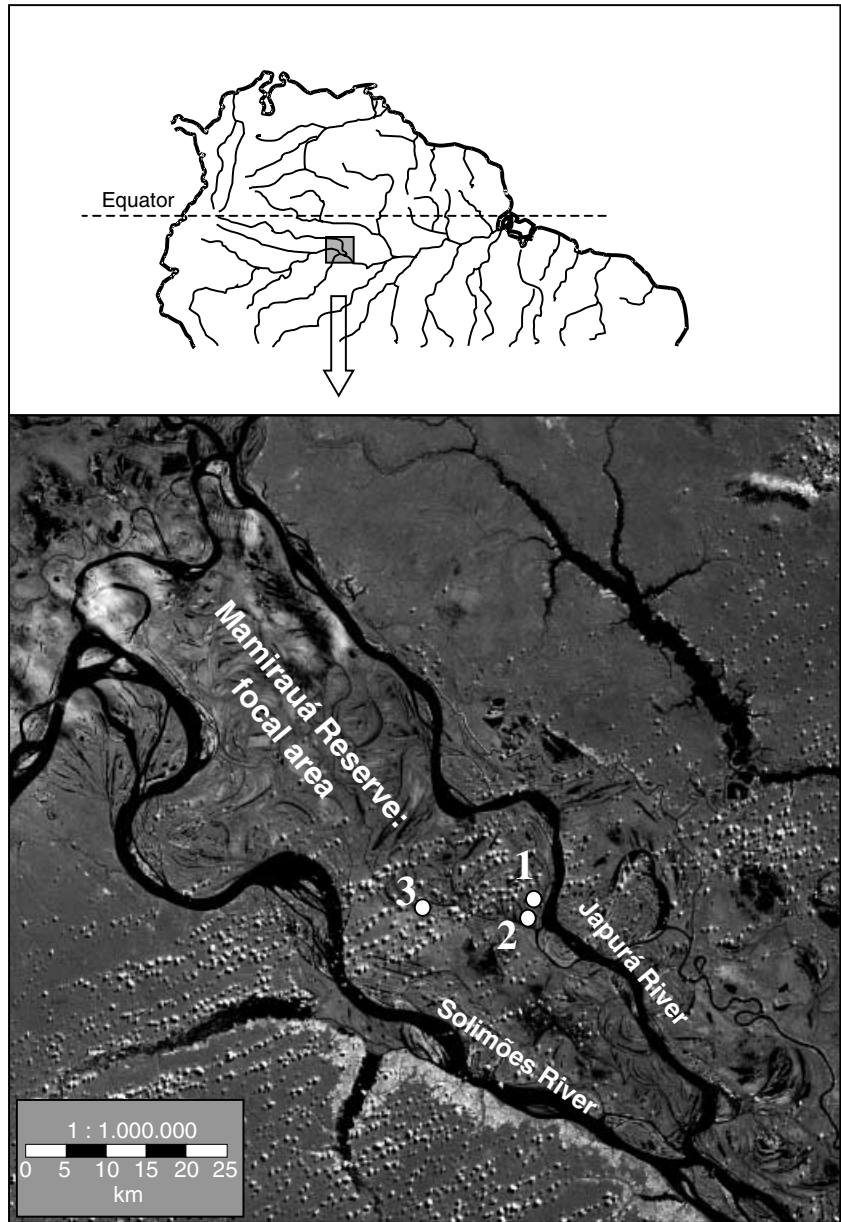 Equator
Mamirauá Reserve:
focal area
1
3
2
Japurá River
Solimões River
1 : 1.000.000
0 5 10 15 20 25
km